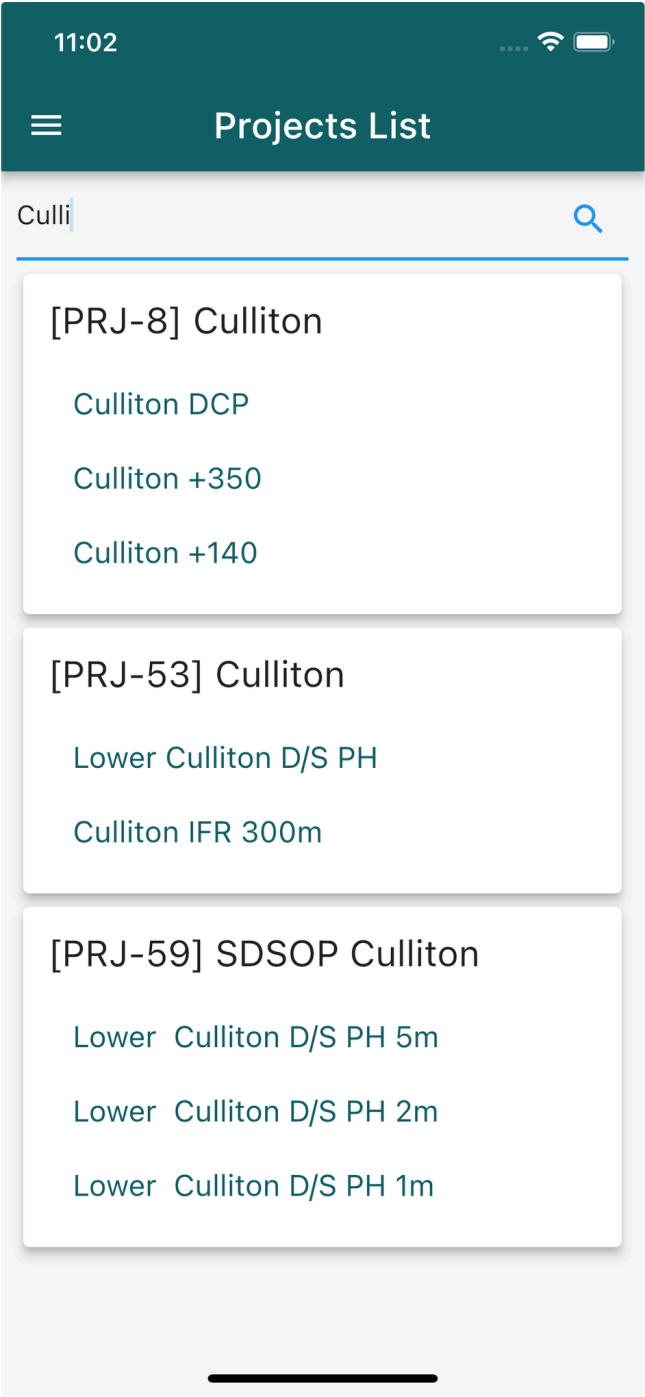 11:02
Projects List
Culli
[PRJ-8] Culliton
Culliton DCP
Culliton +350
Culliton +140
[PRJ-53] Culliton
Lower Culliton D/S PH
Culliton IFR 300m
[PRJ-59] SDSOP Culliton
Lower  Culliton D/S PH 5m
Lower  Culliton D/S PH 2m
Lower  Culliton D/S PH 1m